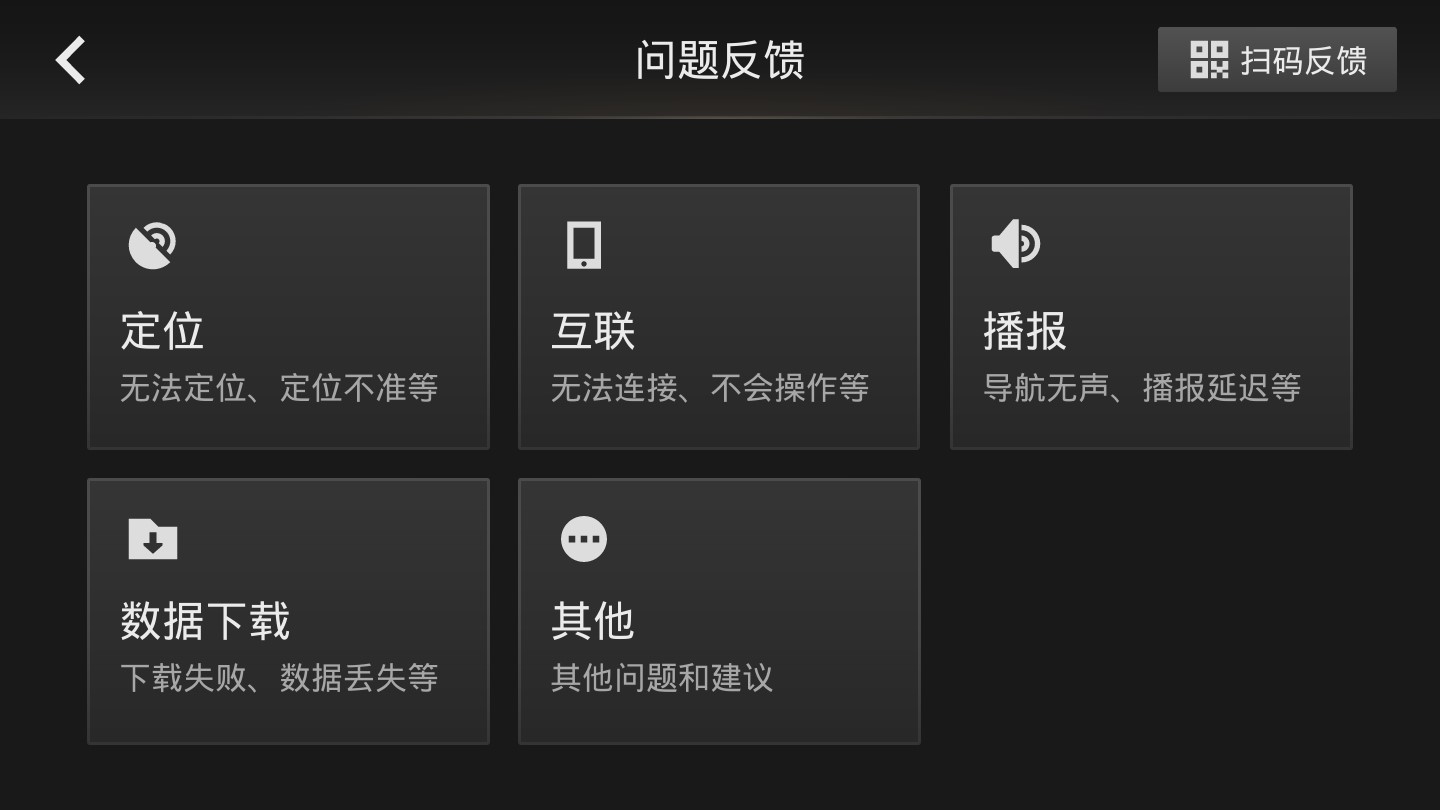 问题反馈
扫码反馈
定位
无法定位、定位不准等
互联
无法连接、不会操作等
播报
导航无声、播报延迟等
数据下载
下载失败、数据丢失等
其他
其他问题和建议